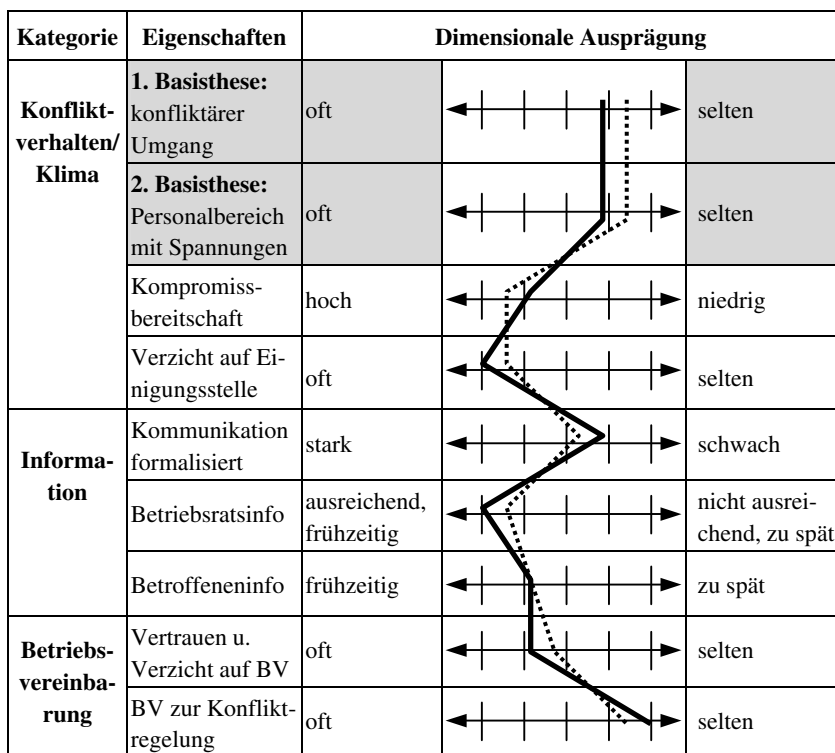 Kategorie Eigenschaften Dimensionale Ausprägung
Konflikt-
verhalten/
Klima
1. Basisthese:
konfliktärer
Umgang
oft selten
2. Basisthese:
Personalbereich
mit Spannungen
oft selten
Kompromiss-
bereitschaft
hoch niedrig
Verzicht auf Ei-
nigungsstelle
oft selten
Informa-
tion
Kommunikation
formalisiert
stark schwach
Betriebsratsinfo
ausreichend,
frühzeitig
nicht ausrei-
chend, zu spät
Betroffeneninfo frühzeitig zu spät
Betriebs-
vereinba-
rung
Vertrauen u.
Verzicht auf BV
oft selten
BV zur Konflikt-
regelung
oft selten